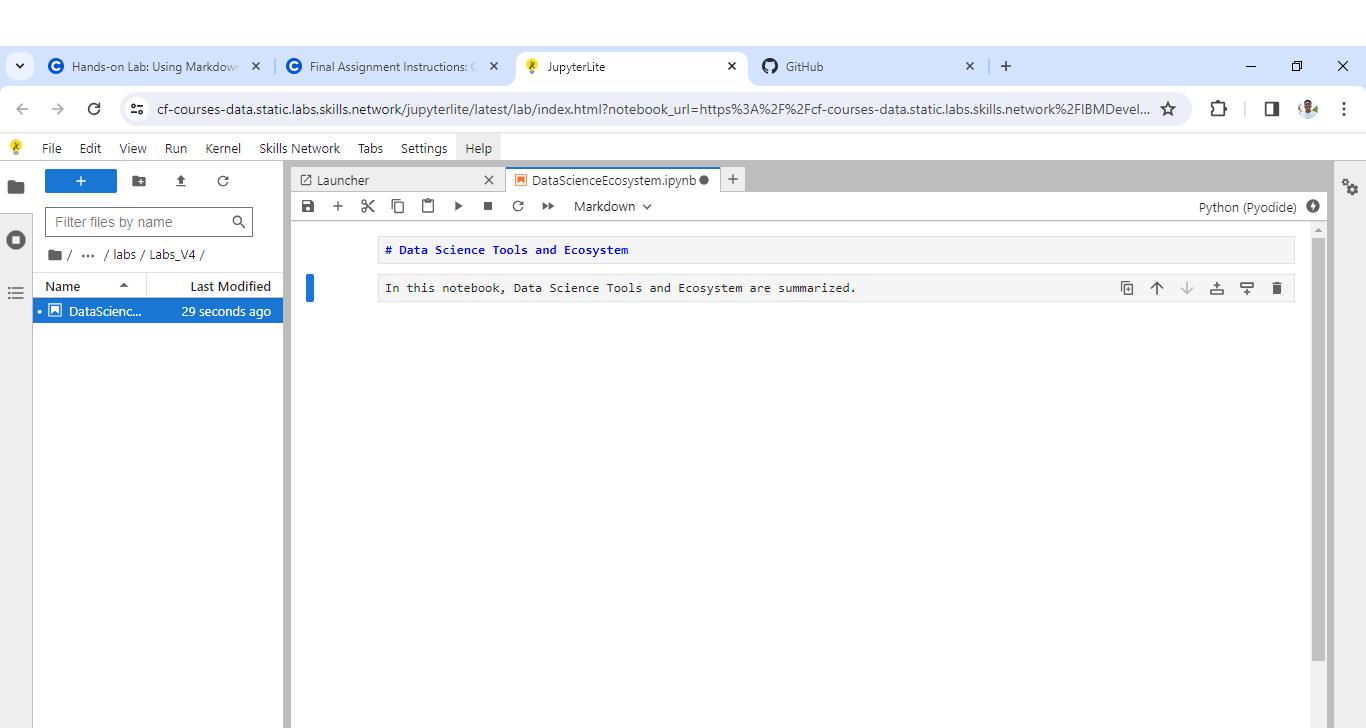 Hands-on Lab: Using Markdown
Final Assignment Instructions: C
JupyterLite
GitHub
cf-courses-data.static.labs.skills.network/jupyterlite/latest/lab/index.html?notebook_url=https%3A%2F%2Fcf-courses-data.static.labs.skills.network%2FIBMDevel...
File Edit View Run Kernel Skills Network Tabs Settings Help
Launcher
DataScienceEcosystem.ipynb
Filter files by name
Markdown
Python (Pyodide)
/ ... / labs / Labs_V4 /
Name Last Modified
DataScienc... 29 seconds ago
# Data Science Tools and Ecosystem
In this notebook, Data Science Tools and Ecosystem are summarized.